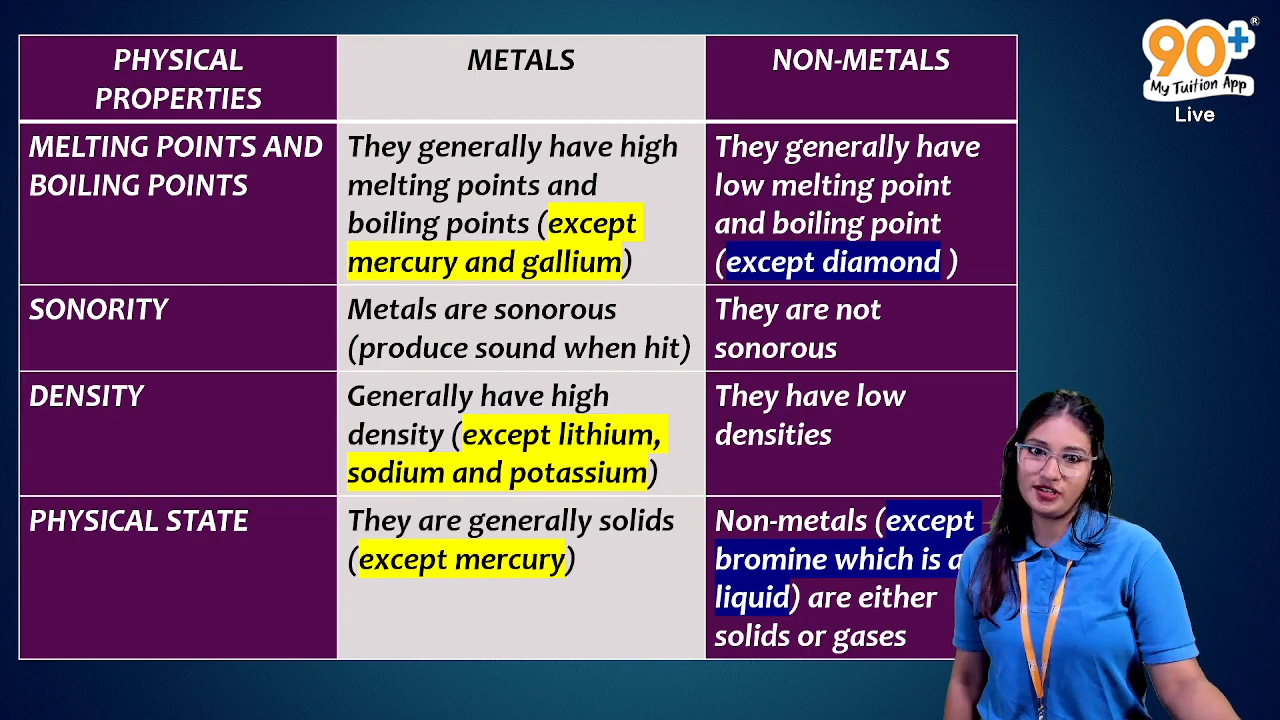 PHYSICAL
PROPERTIES
METALS
NON-METALS
MELTING POINTS AND
BOILING POINTS
They generally have high
melting points and
boiling points (except
mercury and gallium)
They generally have
low melting point
and boiling point
(except diamond )
SONORITY
Metals are sonorous
(produce sound when hit)
They are not
sonorous
DENSITY
Generally have high
density (except lithium,
sodium and potassium)
They have low
densities
PHYSICAL STATE
They are generally solids
(except mercury)
Non-metals (except
bromine which is a
liquid) are either
solids or gases
90+
®
My Tuition App
Live